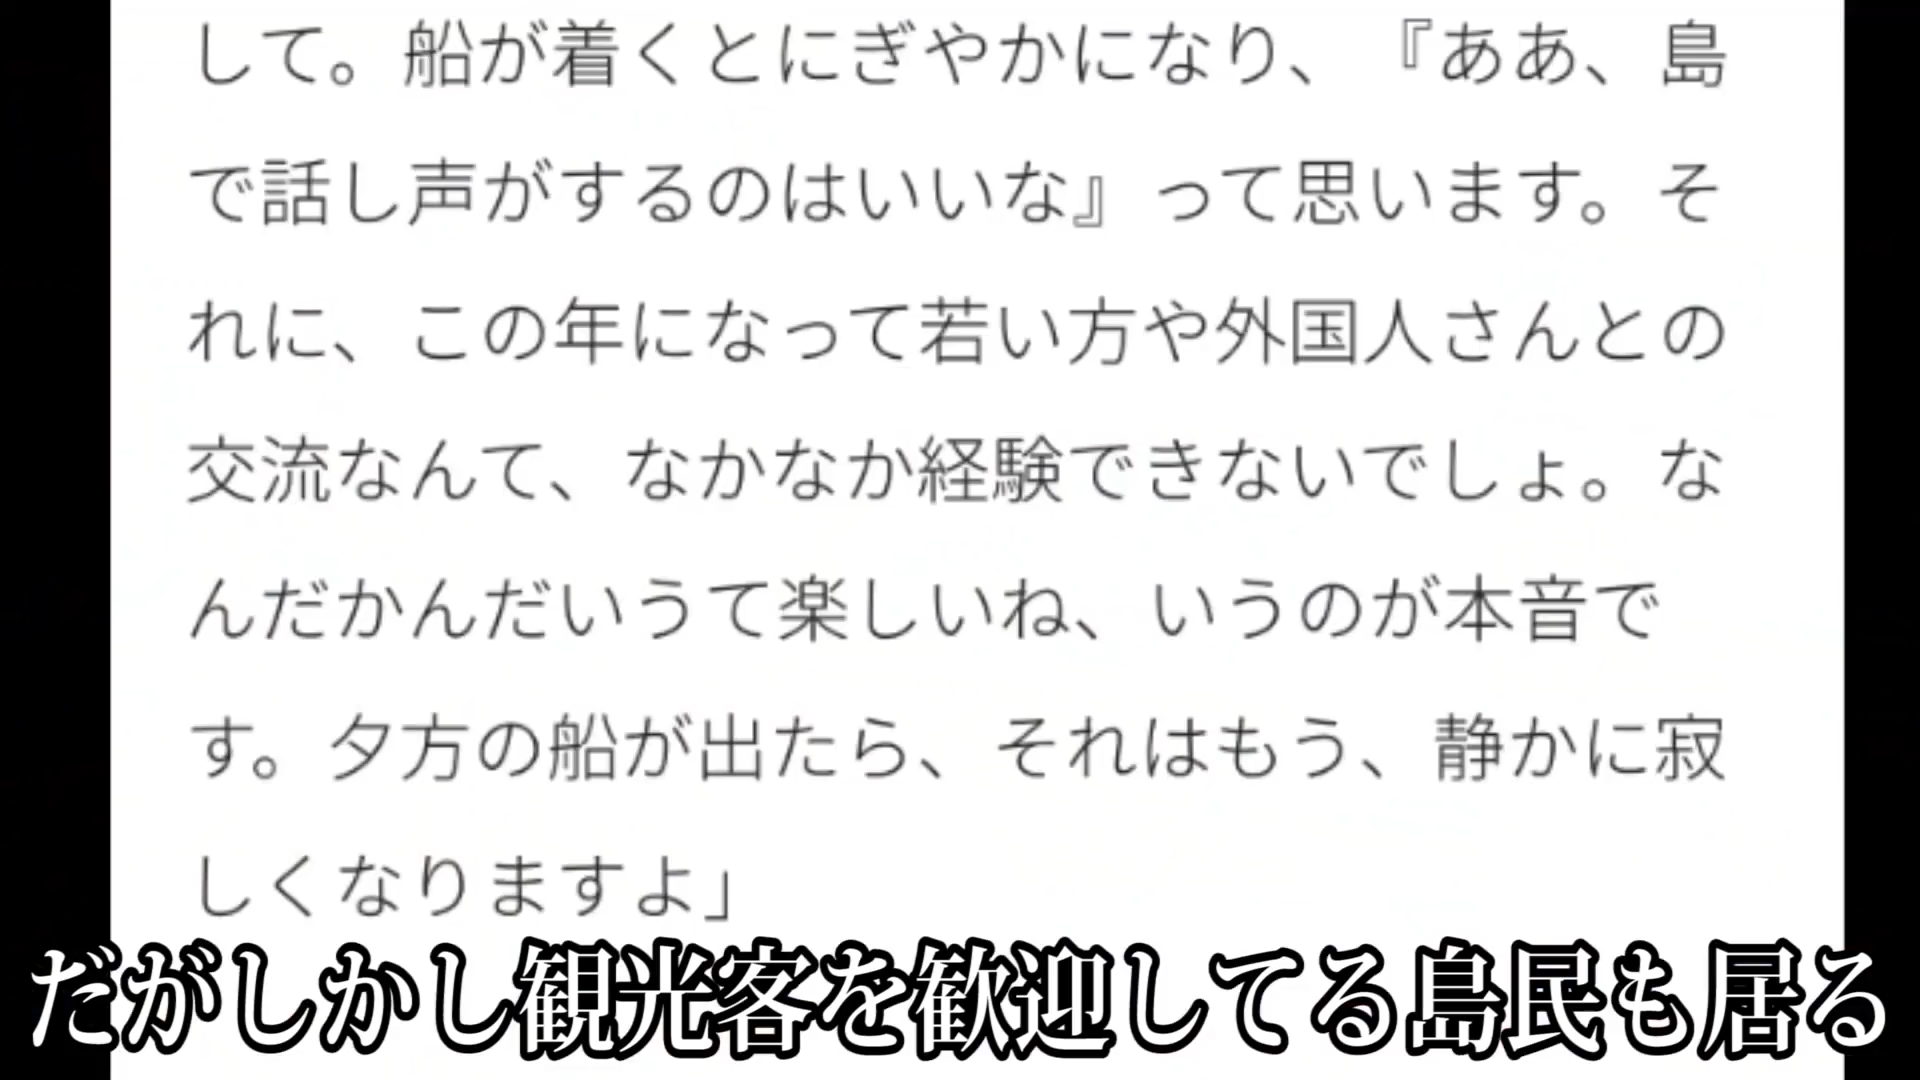 して。船が着くとにぎやかになり、『ああ、島
で話し声がするのはいいな』って思います。そ
れに、この年になって若い方や外国人さんとの
交流なんて、なかなか経験できないでしょ。な
んだかんだいうて楽しいね、いうのが本音で
す。夕方の船が出たら、それはもう、静かに寂
しくなりますよ」
だがしかし観光客を歓迎してる島民も居る